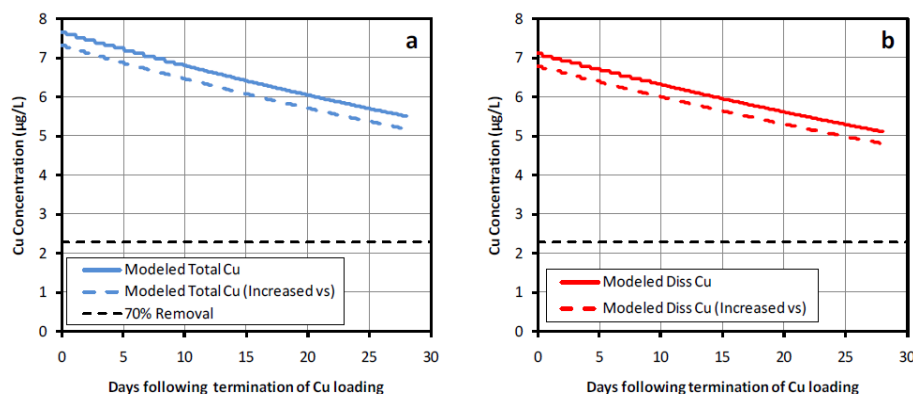 a
Cu Concentration (µg/L)
8
7
6
5
4
3
2
1
0
Modeled Total Cu
Modeled Total Cu (Increased vs)
70% Removal
0 5 10 15 20 25 30
Days following termination of Cu loading
b
Cu Concentration (µg/L)
8
7
6
5
4
3
2
1
0
Modeled Diss Cu
Modeled Diss Cu (Increased vs)
0 5 10 15 20 25 30
Days following termination of Cu loading